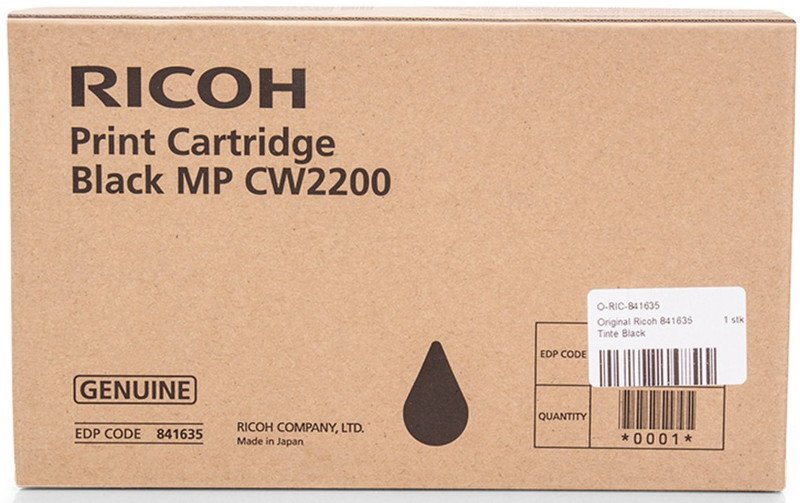 RICOH
Print Cartridge
Black MP CW2200
GENUINE
EDP CODE 841635
RICOH COMPANY, LTD.
Made in Japan
O-RIC-841635
Original Ricoh 841635 1 stk
Tinte Black
EDP CODE
QUANTITY
*0001*